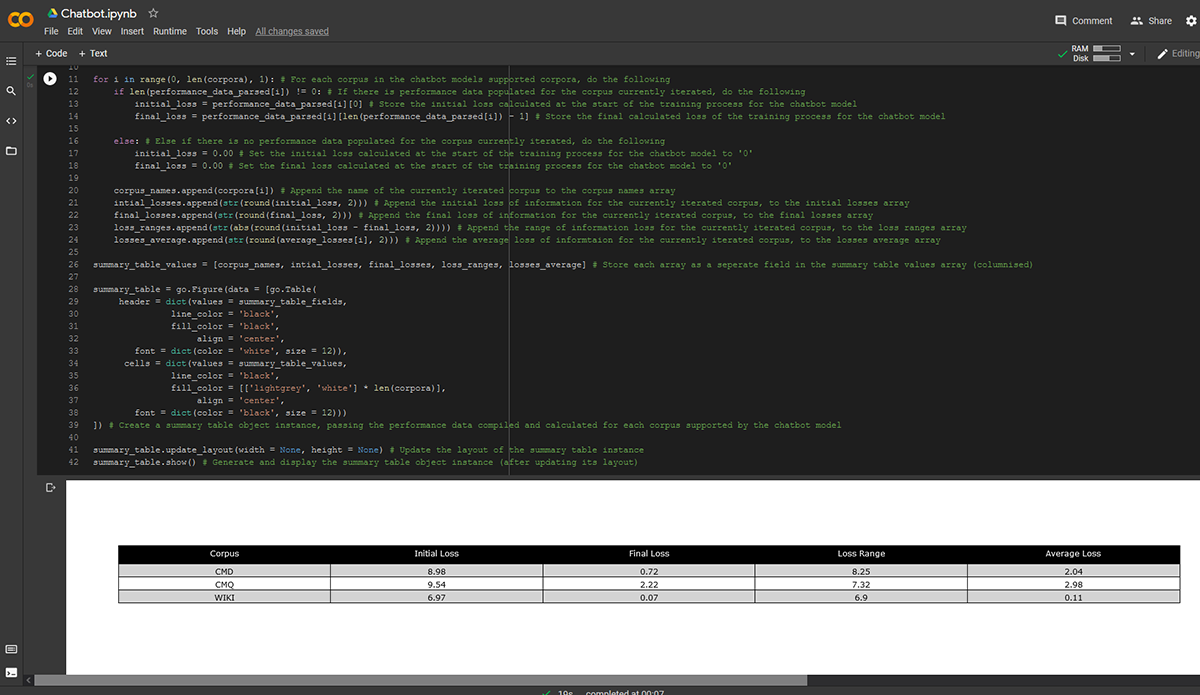 Chatbot.ipynb
File Edit View Insert Runtime Tools Help All changes saved
Comment Share
+ Code + Text
RAM
Disk
Editing
10
11 for i in range(0, len(corpora), 1): # For each corpus in the chatbot models supported corpora, do the following
12 if len(performance_data_parsed[i]) != 0: # If there is performance data populated for the corpus currently iterated, do the following
13 initial_loss = performance_data_parsed[i][0] # Store the initial loss calculated at the start of the training process for the chatbot model
14 final_loss = performance_data_parsed[i][len(performance_data_parsed[i]) - 1] # Store the final calculated loss of the training process for the chatbot model
15
16 else: # Else if there is no performance data populated for the corpus currently iterated, do the following
17 initial_loss = 0.00 # Set the initial loss calculated at the start of the training process for the chatbot model to '0'
18 final_loss = 0.00 # Set the final loss calculated at the start of the training process for the chatbot model to '0'
19
20 corpus_names.append(corpora[i]) # Append the name of the currently iterated corpus to the corpus names array
21 intial_losses.append(str(round(initial_loss, 2))) # Append the initial loss of information for the currently iterated corpus, to the initial losses array
22 final_losses.append(str(round(final_loss, 2))) # Append the final loss of information for the currently iterated corpus, to the final losses array
23 loss_ranges.append(str(abs(round(initial_loss - final_loss, 2)))) # Append the range of information loss for the currently iterated corpus, to the loss ranges array
24 losses_average.append(str(round(average_losses[i], 2))) # Append the average loss of informtaion for the currently iterated corpus, to the losses average array
25
26 summary_table_values = [corpus_names, intial_losses, final_losses, loss_ranges, losses_average] # Store each array as a seperate field in the summary table values array (columnised)
27
28 summary_table = go.Figure(data = [go.Table(
29 header = dict(values = summary_table_fields,
30 line_color = 'black',
31 fill_color = 'black',
32 align = 'center',
33 font = dict(color = 'white', size = 12)),
34 cells = dict(values = summary_table_values,
35 line_color = 'black',
36 fill_color = [['lightgrey', 'white'] * len(corpora)],
37 align = 'center',
38 font = dict(color = 'black', size = 12)))
39 ]) # Create a summary table object instance, passing the performance data compiled and calculated for each corpus supported by the chatbot model
40
41 summary_table.update_layout(width = None, height = None) # Update the layout of the summary table instance
42 summary_table.show() # Generate and display the summary table object instance (after updating its layout)
Corpus Initial Loss Final Loss Loss Range Average Loss
CMD 8.98 0.72 8.25 2.04
CMQ 9.54 2.22 7.32 2.98
WIKI 6.97 0.07 6.9 0.11
19s completed at 00:07